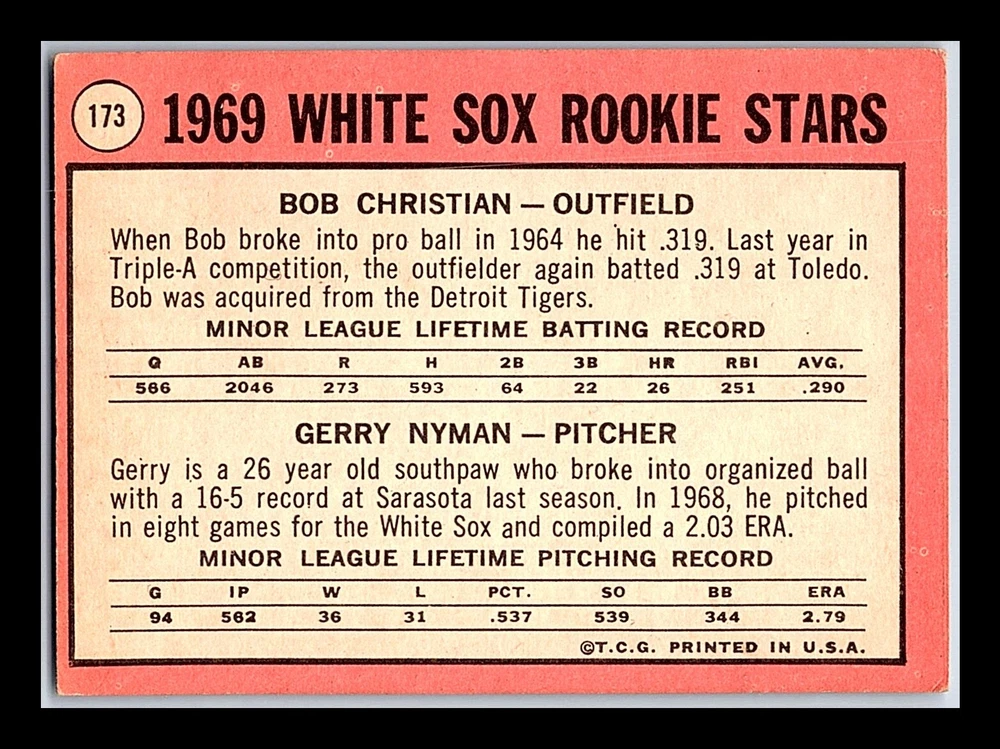 173
1969 WHITE SOX ROOKIE STARS
BOB CHRISTIAN — OUTFIELD
When Bob broke into pro ball in 1964 he hit .319. Last year in
Triple-A competition, the outfielder again batted .319 at Toledo.
Bob was acquired from the Detroit Tigers.
MINOR LEAGUE LIFETIME BATTING RECORD
G AB R H 2B 3B HR RBI AVG.
566 2046 273 593 64 22 26 251 .290
GERRY NYMAN — PITCHER
Gerry is a 26 year old southpaw who broke into organized ball
with a 16-5 record at Sarasota last season. In 1968, he pitched
in eight games for the White Sox and compiled a 2.03 ERA.
MINOR LEAGUE LIFETIME PITCHING RECORD
G IP W L PCT. SO BB ERA
94 562 36 31 .537 539 344 2.79
©T.C.G. PRINTED IN U.S.A.